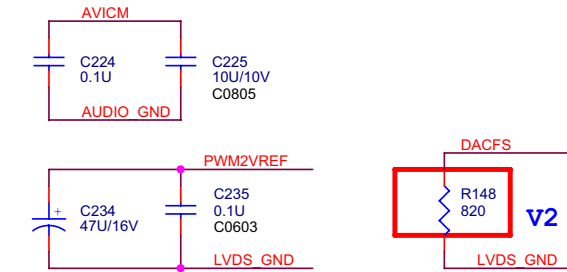 AVICM
C224
0.1U
C225
10U/10V
C0805
AUDIO_GND
PWM2VREF
C234
47U/16V
C235
0.1U
C0603
LVDS_GND
DACFS
R148
820
V2
LVDS_GND